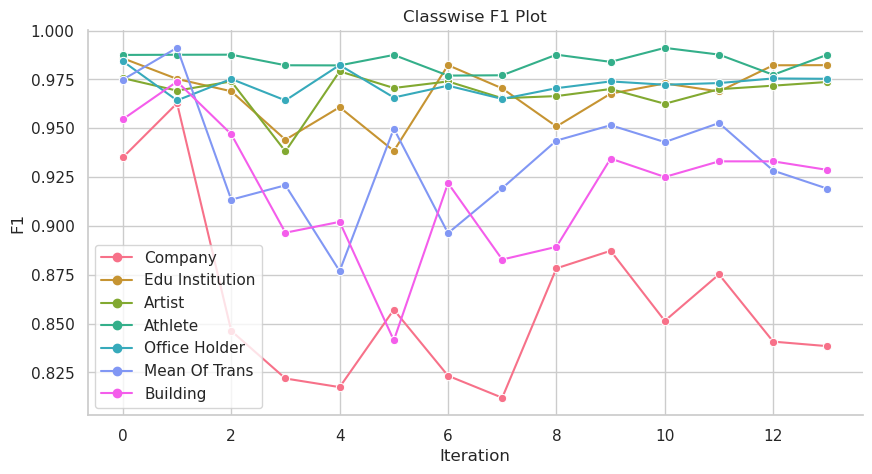 Classwise F1 Plot
1.000
0.975
0.950
0.925
0.900
0.875
0.850
0.825
F1
Company
Edu Institution
Artist
Athlete
Office Holder
Mean Of Trans
Building
0 2 4 6 8 10 12
Iteration